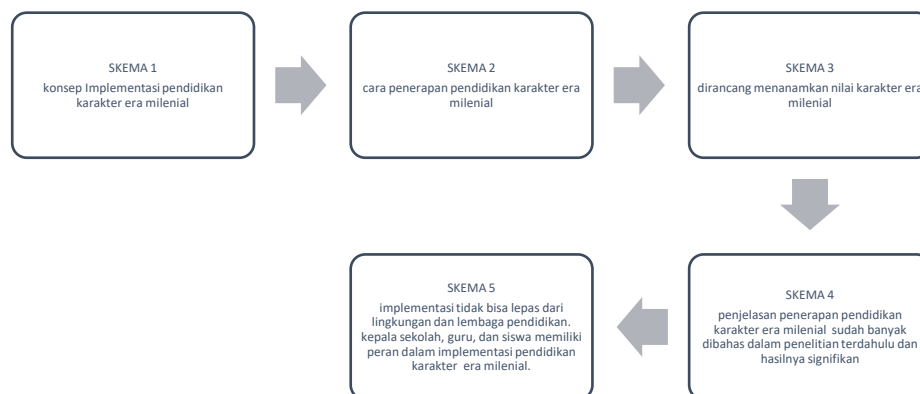 SKEMA 1
konsep Implementasi pendidikan
karakter era milenial
SKEMA 2
cara penerapan pendidikan karakter era
milenial
SKEMA 3
dirancang menanamkan nilai karakter era
milenial
SKEMA 4
penjelasan penerapan pendidikan
karakter era milenial sudah banyak
dibahas dalam penelitian terdahulu dan
hasilnya signifikan
SKEMA 5
implementasi tidak bisa lepas dari
lingkungan dan lembaga pendidikan.
kepala sekolah, guru, dan siswa memiliki
peran dalam implementasi pendidikan
karakter era milenial.